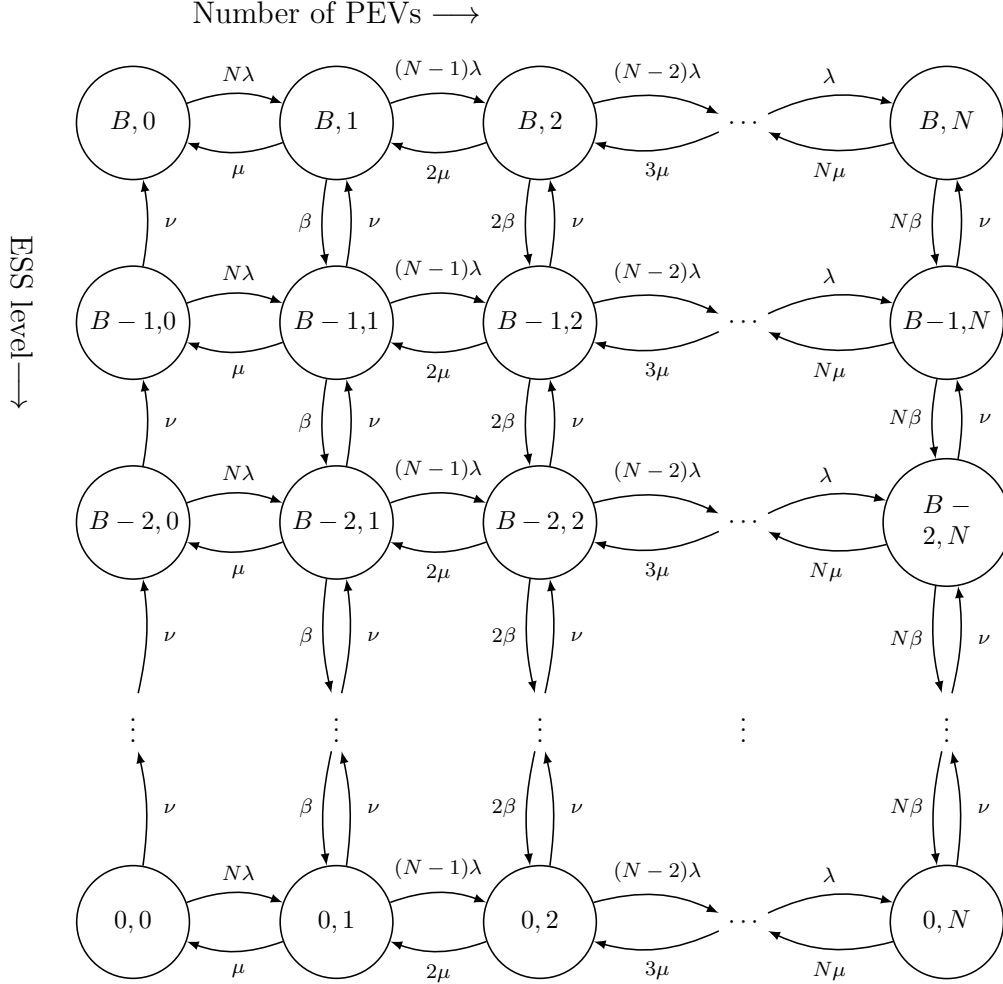 Number of PEVs ⟶
ESS level⟶
Nλ (N − 1)λ (N − 2)λ λ
B, 0 B, 1 B, 2 ··· B, N
μ 2μ 3μ Nμ
ν β ν 2β ν Nβ ν
Nλ (N − 1)λ (N − 2)λ λ
B − 1,0 B − 1,1 B − 1,2 ··· B−1,N
μ 2μ 3μ Nμ
ν β ν 2β ν Nβ ν
Nλ (N − 1)λ (N − 2)λ λ
B − 2, 0 B − 2, 1 B − 2, 2 ··· B −
2, N
μ 2μ 3μ Nμ
ν β ν 2β ν Nβ ν
⋮ ⋮ ⋮ ⋮ ⋮
ν β ν 2β ν Nβ ν
Nλ (N − 1)λ (N − 2)λ λ
0, 0 0, 1 0, 2 ··· 0, N
μ 2μ 3μ Nμ